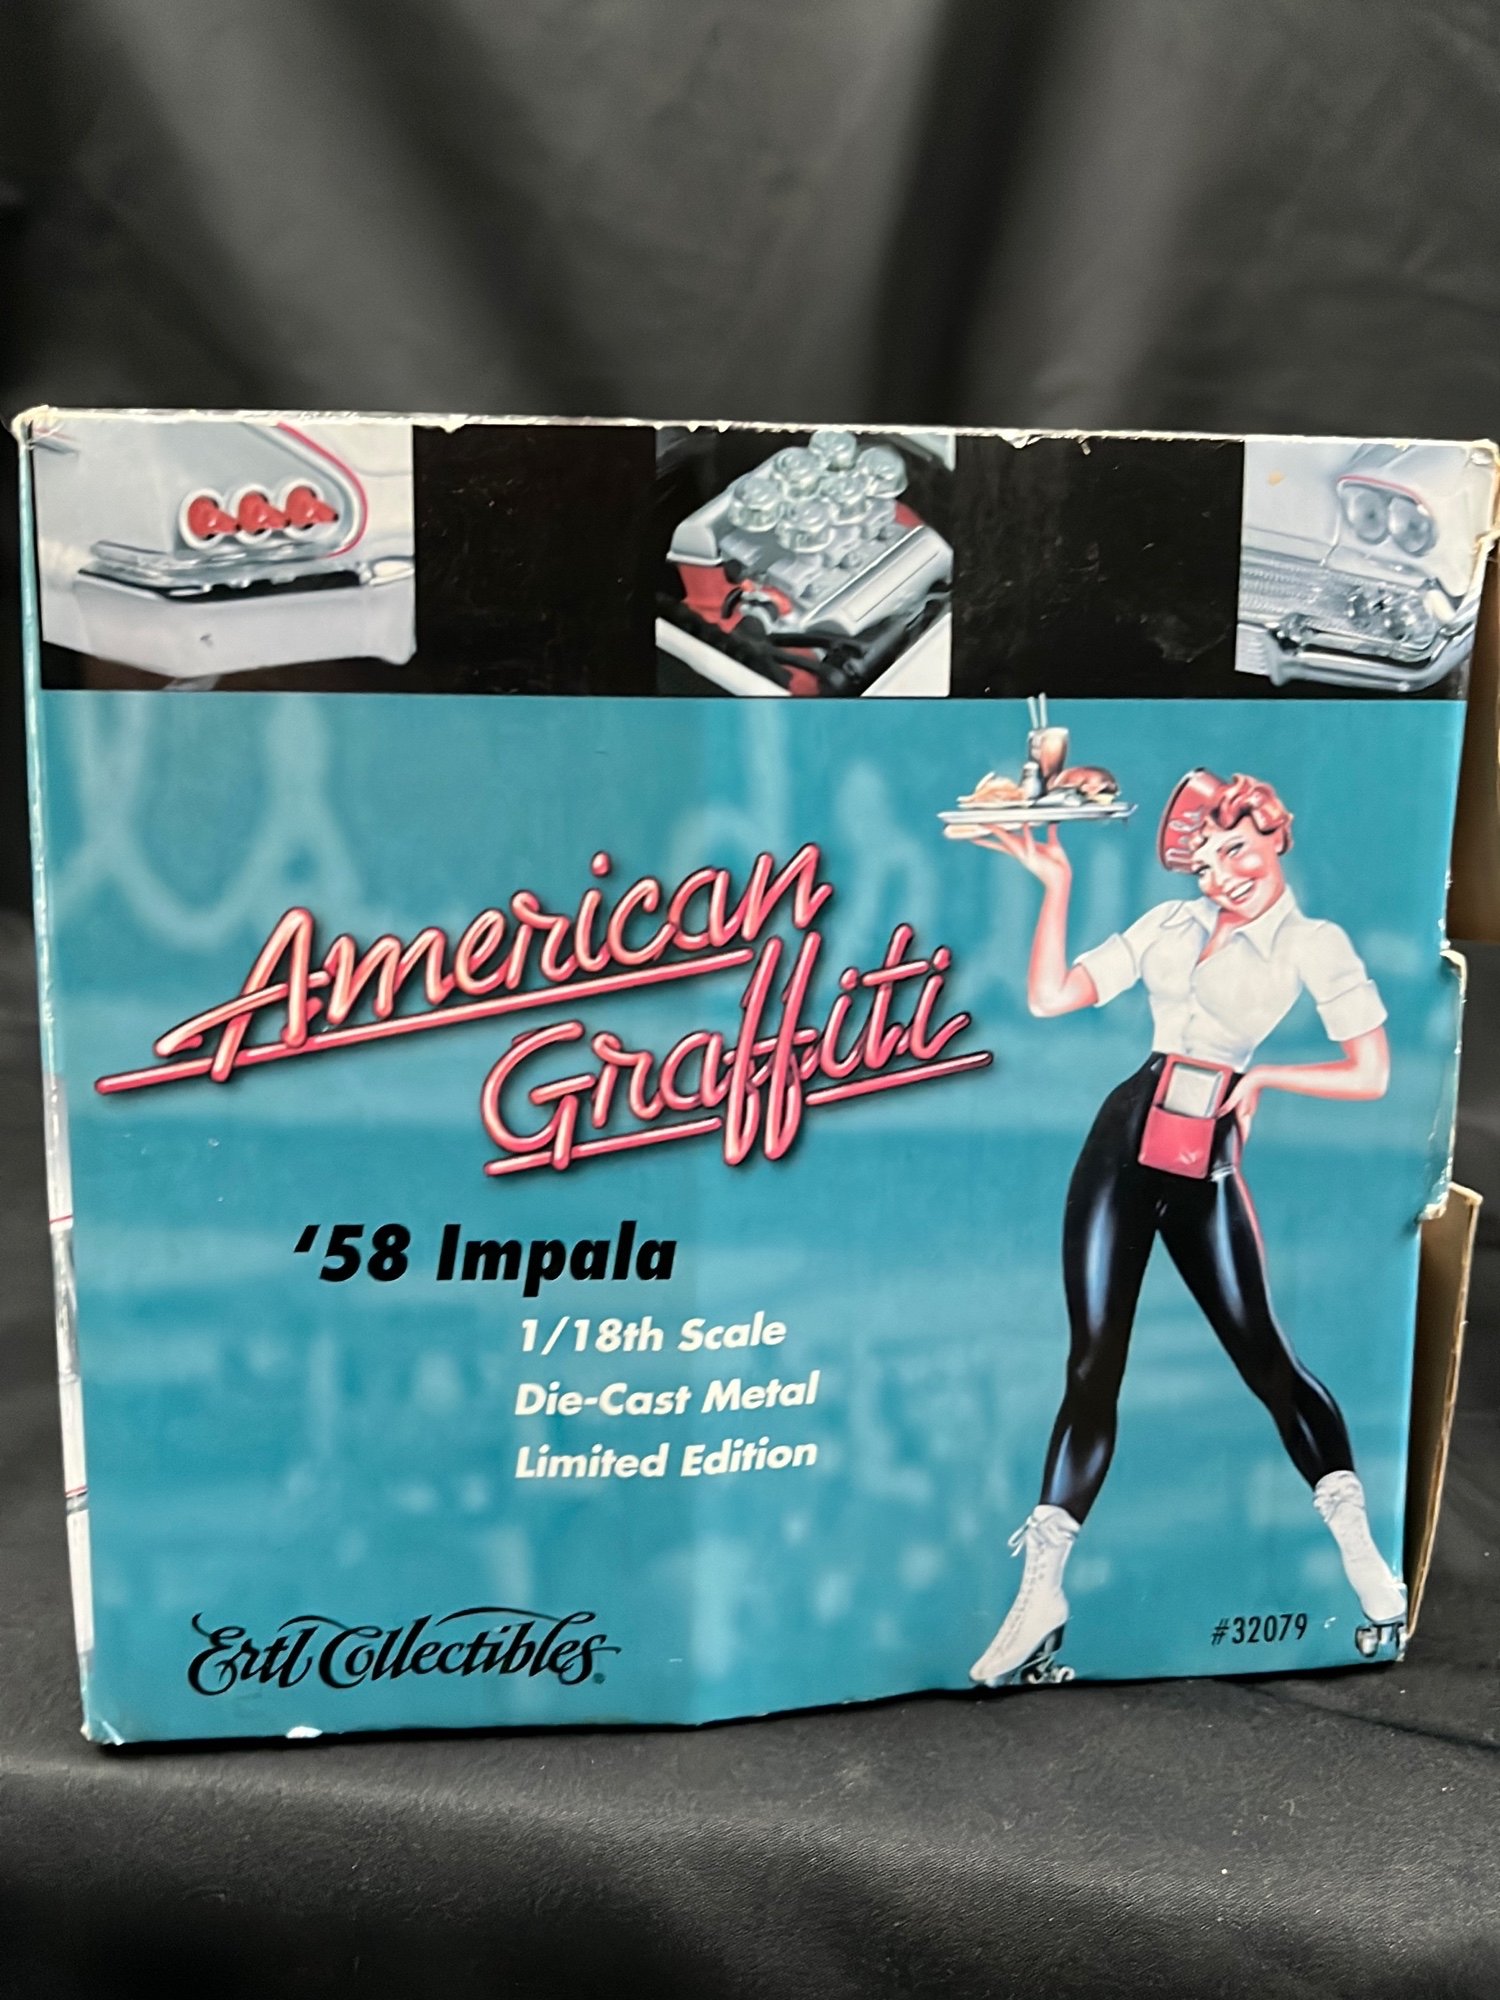 American
Graffiti
'58 Impala
1/18th Scale
Die-Cast Metal
Limited Edition
Ertl Collectibles®
#32079